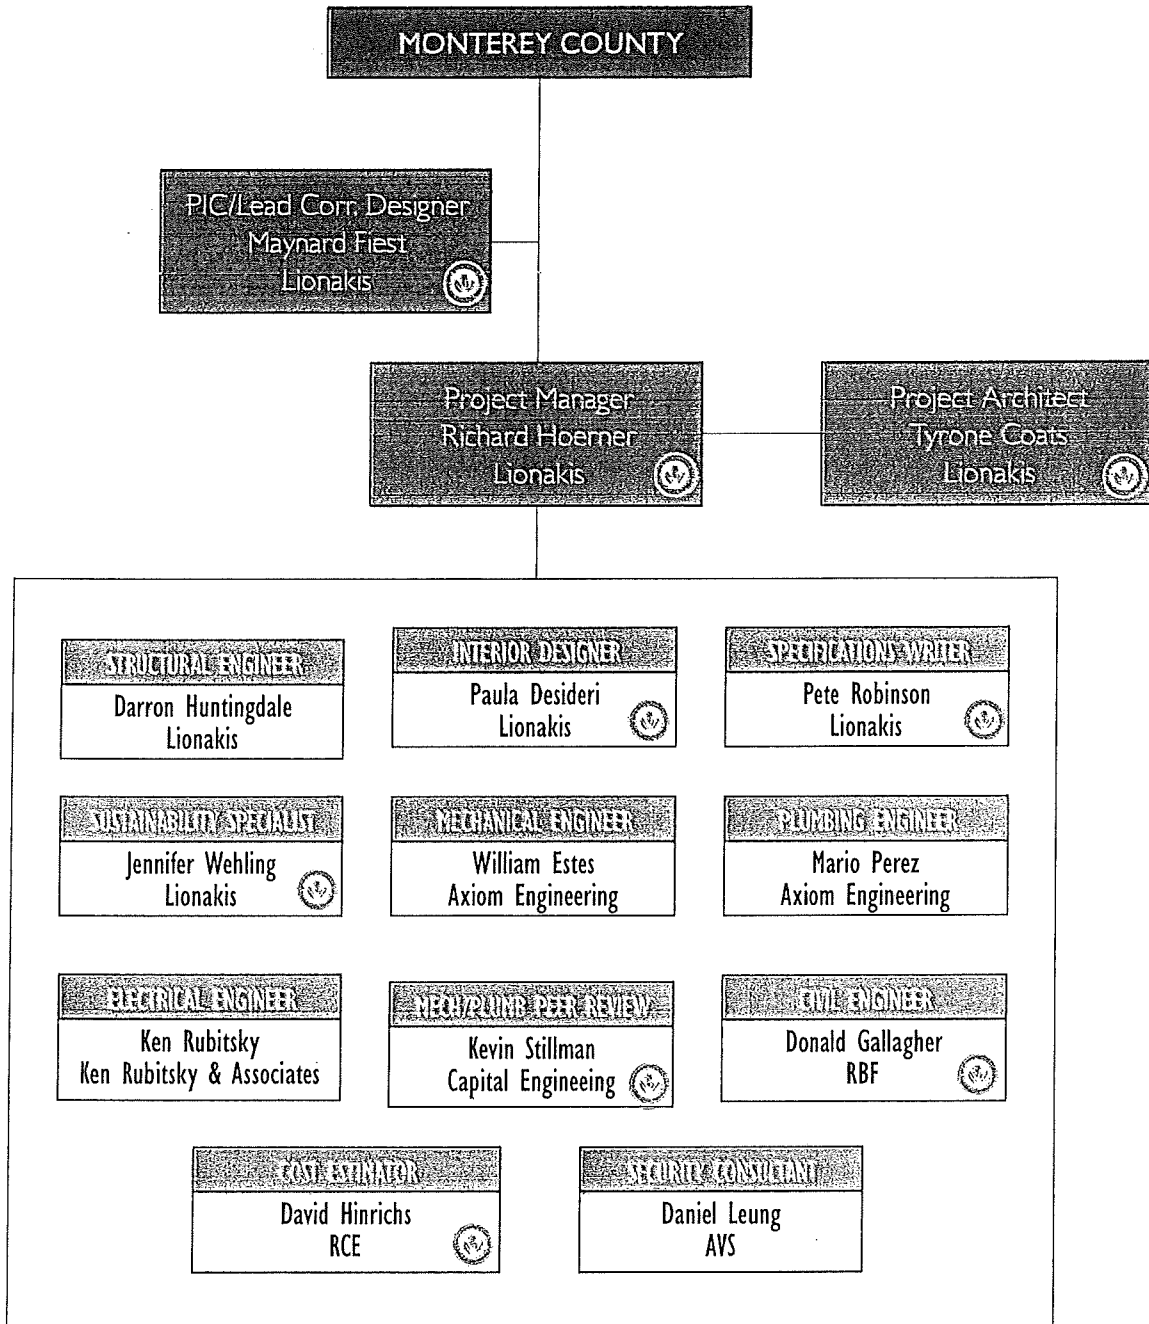 MONTEREY COUNTY
PIC/Lead Corr. Designer
Maynard Fiest
Lionakis
Project Manager
Richard Hoerner
Lionakis
Project Architect
Tyrone Coats
Lionakis
STRUCTURAL ENGINEER
Darron Huntingdale
Lionakis
INTERIOR DESIGNER
Paula Desideri
Lionakis
SPECIFICATIONS WRITER
Pete Robinson
Lionakis
SUSTAINABILITY SPECIALIST
Jennifer Wehling
Lionakis
MECHANICAL ENGINEER
William Estes
Axiom Engineering
PLUMBING ENGINEER
Mario Perez
Axiom Engineering
ELECTRICAL ENGINEER
Ken Rubitsky
Ken Rubitsky & Associates
MECH/PLUMB PEER REVIEW
Kevin Stillman
Capital Engineeing
CIVIL ENGINEER
Donald Gallagher
RBF
COST ESTIMATOR
David Hinrichs
RCE
SECURITY CONSULTANT
Daniel Leung
AVS